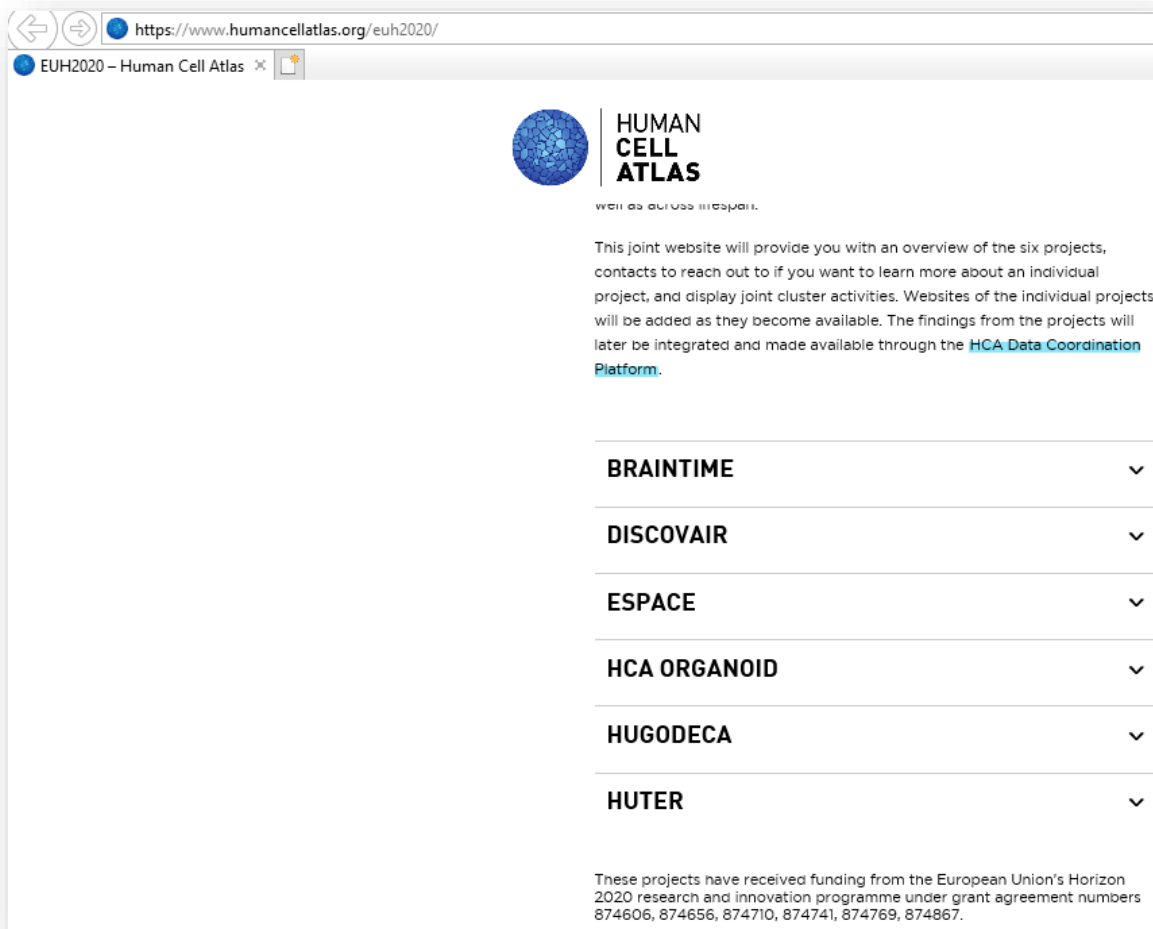 https://www.humancellatlas.org/euh2020/
EUH2020 – Human Cell Atlas
HUMAN
CELL
ATLAS
well as across lifespan.
This joint website will provide you with an overview of the six projects,
contacts to reach out to if you want to learn more about an individual
project, and display joint cluster activities. Websites of the individual projects
will be added as they become available. The findings from the projects will
later be integrated and made available through the HCA Data Coordination
Platform.
BRAINTIME
DISCOVAIR
ESPACE
HCA ORGANOID
HUGODECA
HUTER
These projects have received funding from the European Union's Horizon
2020 research and innovation programme under grant agreement numbers
874606, 874656, 874710, 874741, 874769, 874867.